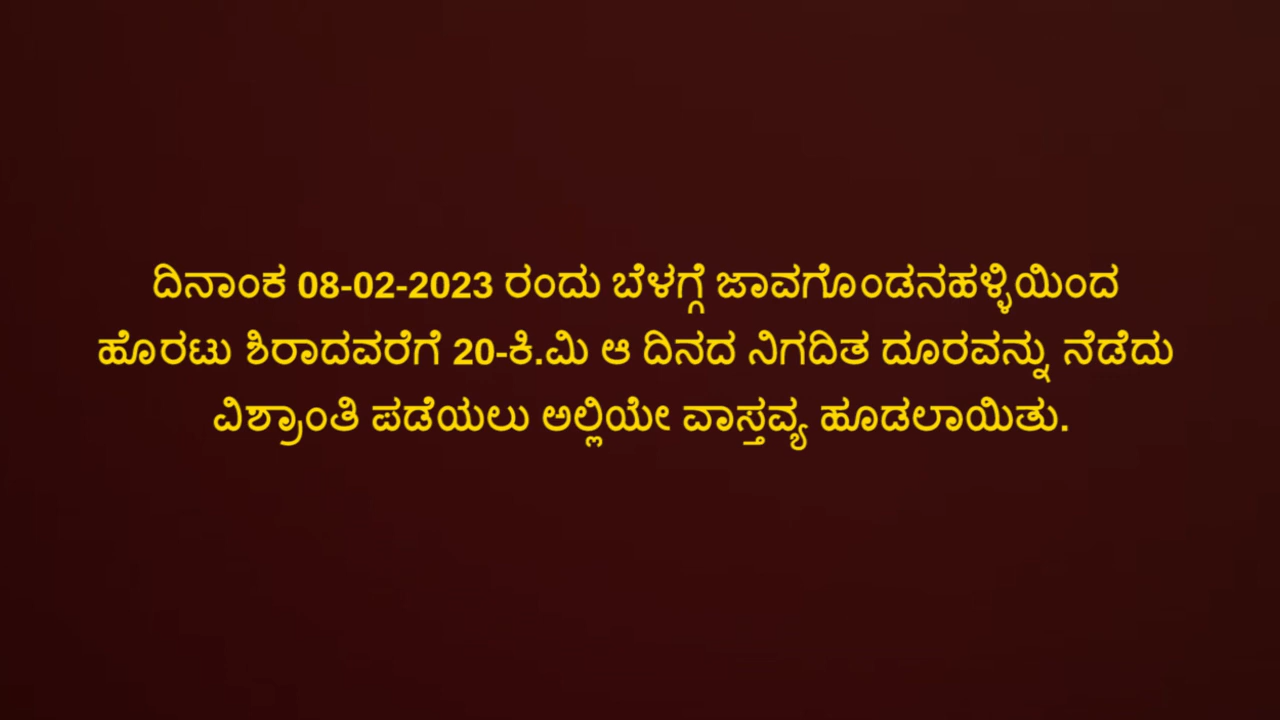 ದಿನಾಂಕ 08-02-2023 ರಂದು ಬೆಳಗ್ಗೆ ಜಾವಗೊಂಡನಹಳ್ಳಿಯಿಂದ
ಹೊರಟು ಶಿರಾದವರೆಗೆ 20-ಕಿ.ಮಿ ಆ ದಿನದ ನಿಗದಿತ ದೂರವನ್ನು ನೆಡೆದು
ವಿಶ್ರಾಂತಿ ಪಡೆಯಲು ಅಲ್ಲಿಯೇ ವಾಸ್ತವ್ಯ ಹೂಡಲಾಯಿತು.